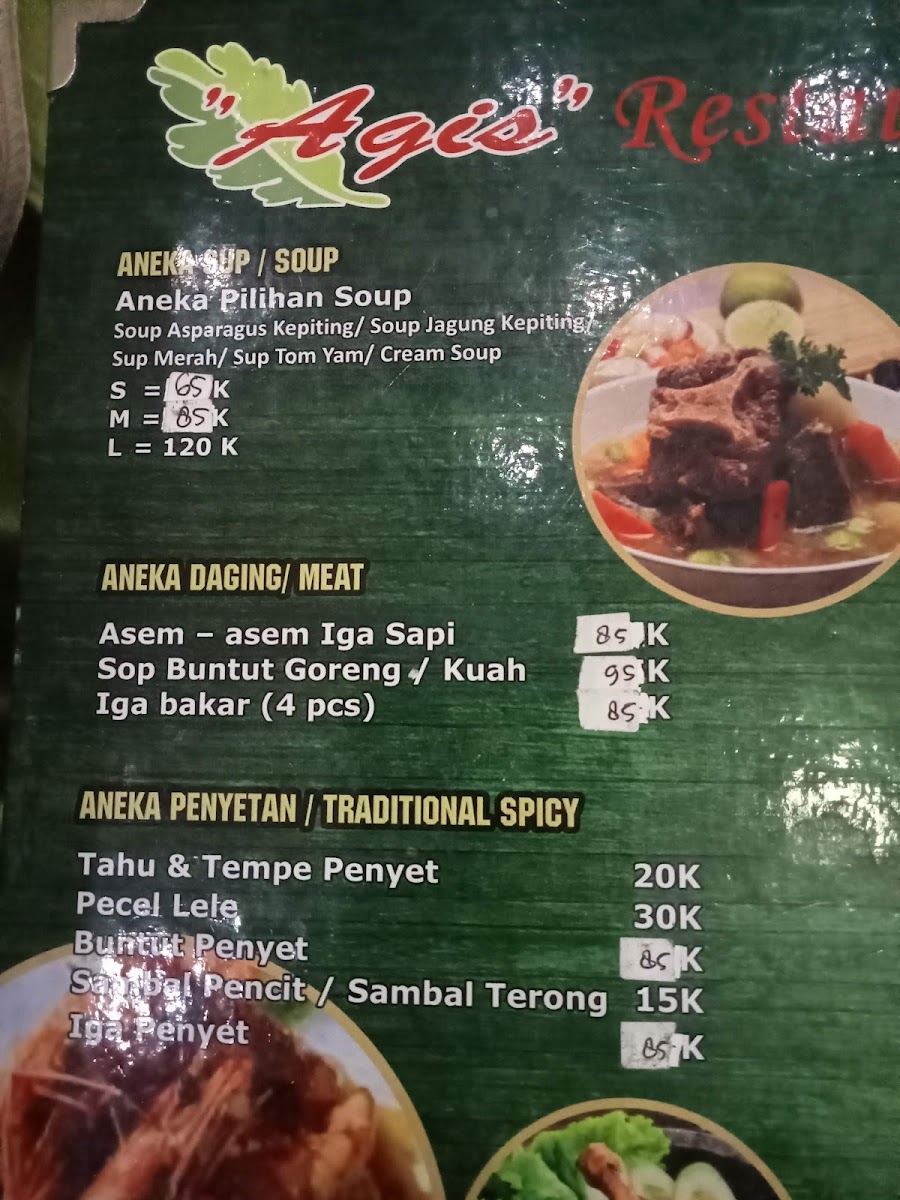 "Agis" Restau
ANEKA SUP / SOUP
Aneka Pilihan Soup
Soup Asparagus Kepiting/ Soup Jagung Kepiting/
Sup Merah/ Sup Tom Yam/ Cream Soup
S = 65 K
M = 85 K
L = 120 K
ANEKA DAGING/ MEAT
Asem – asem Iga Sapi 85 K
Sop Buntut Goreng / Kuah 95 K
Iga bakar (4 pcs) 85 K
ANEKA PENYETAN / TRADITIONAL SPICY
Tahu & Tempe Penyet 20K
Pecel Lele 30K
Buntut Penyet 85 K
Sambal Pencit / Sambal Terong 15K
Iga Penyet 85 K